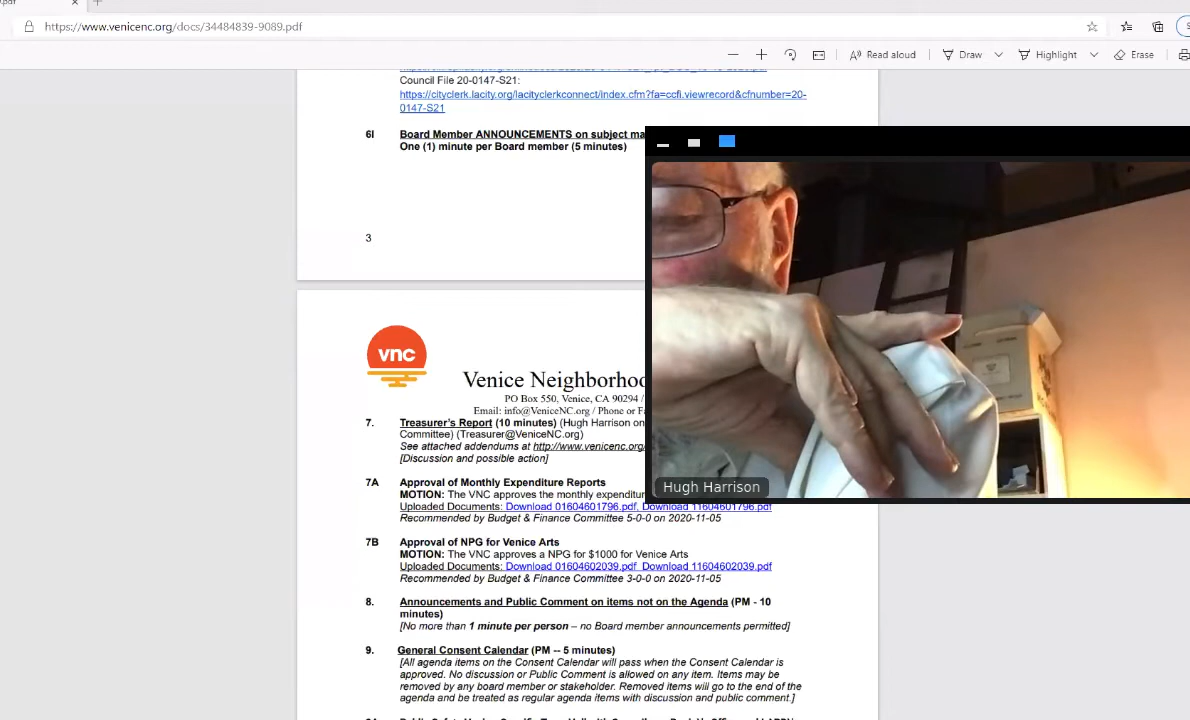 .pdf
https://www.venicenc.org/docs/34484839-9089.pdf
Read aloud
Draw
Highlight
Erase
Council File 20-0147-S21:
https://cityclerk.lacity.org/lacityclerkconnect/index.cfm?fa=ccfi.viewrecord&cfnumber=20-
0147-S21
6I Board Member ANNOUNCEMENTS on subject ma
One (1) minute per Board member (5 minutes)
3
vnc
Venice Neighborhoo
PO Box 550, Venice, CA 90294 /
Email: info@VeniceNC.org / Phone or Fa
7. Treasurer's Report (10 minutes) (Hugh Harrison on
Committee) (Treasurer@VeniceNC.org)
See attached addendums at http://www.venicenc.org/
[Discussion and possible action]
7A Approval of Monthly Expenditure Reports
MOTION: The VNC approves the monthly expenditur
Uploaded Documents: Download 01604601796.pdf, Download 11604601796.pdf
Recommended by Budget & Finance Committee 5-0-0 on 2020-11-05
7B Approval of NPG for Venice Arts
MOTION: The VNC approves a NPG for $1000 for Venice Arts
Uploaded Documents: Download 01604602039.pdf Download 11604602039.pdf
Recommended by Budget & Finance Committee 3-0-0 on 2020-11-05
8. Announcements and Public Comment on items not on the Agenda (PM - 10
minutes)
[No more than 1 minute per person – no Board member announcements permitted]
9. General Consent Calendar (PM -- 5 minutes)
[All agenda items on the Consent Calendar will pass when the Consent Calendar is
approved. No discussion or Public Comment is allowed on any item. Items may be
removed by any board member or stakeholder. Removed items will go to the end of the
agenda and be treated as regular agenda items with discussion and public comment.]
Hugh Harrison